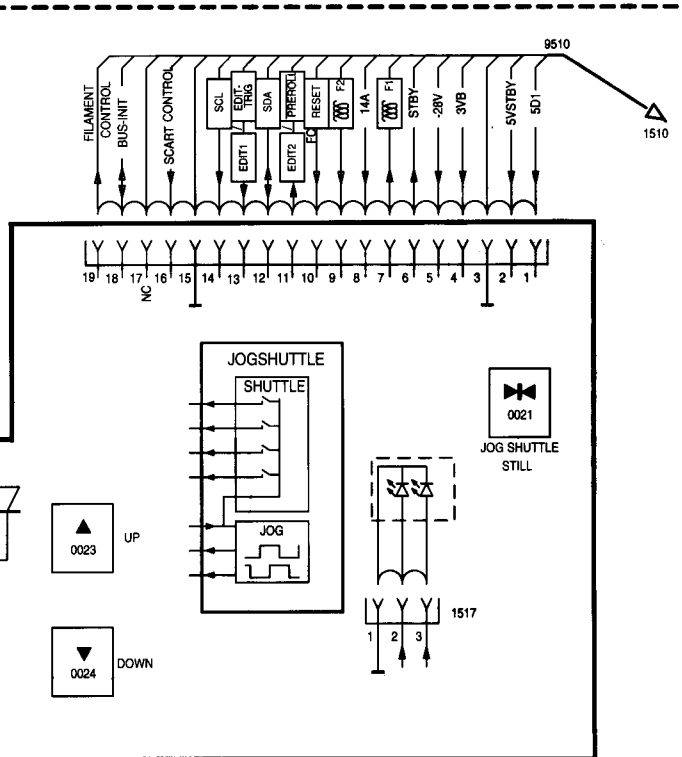 9510
1510
FILAMENT
CONTROL
BUS-INIT
SCART CONTROL
SCL
EDIT-
TRIG
EDIT1
SDA
PREROLL
EDIT2
RESET
FC
F2
14A
F1
STBY
-28V
3VB
5VSTBY
5D1
19 18 17 16 15 14 13 12 11 10 9 8 7 6 5 4 3 2 1
NC
JOGSHUTTLE
SHUTTLE
JOG
0021
JOG SHUTTLE
STILL
0023
UP
0024
DOWN
1517
1 2 3